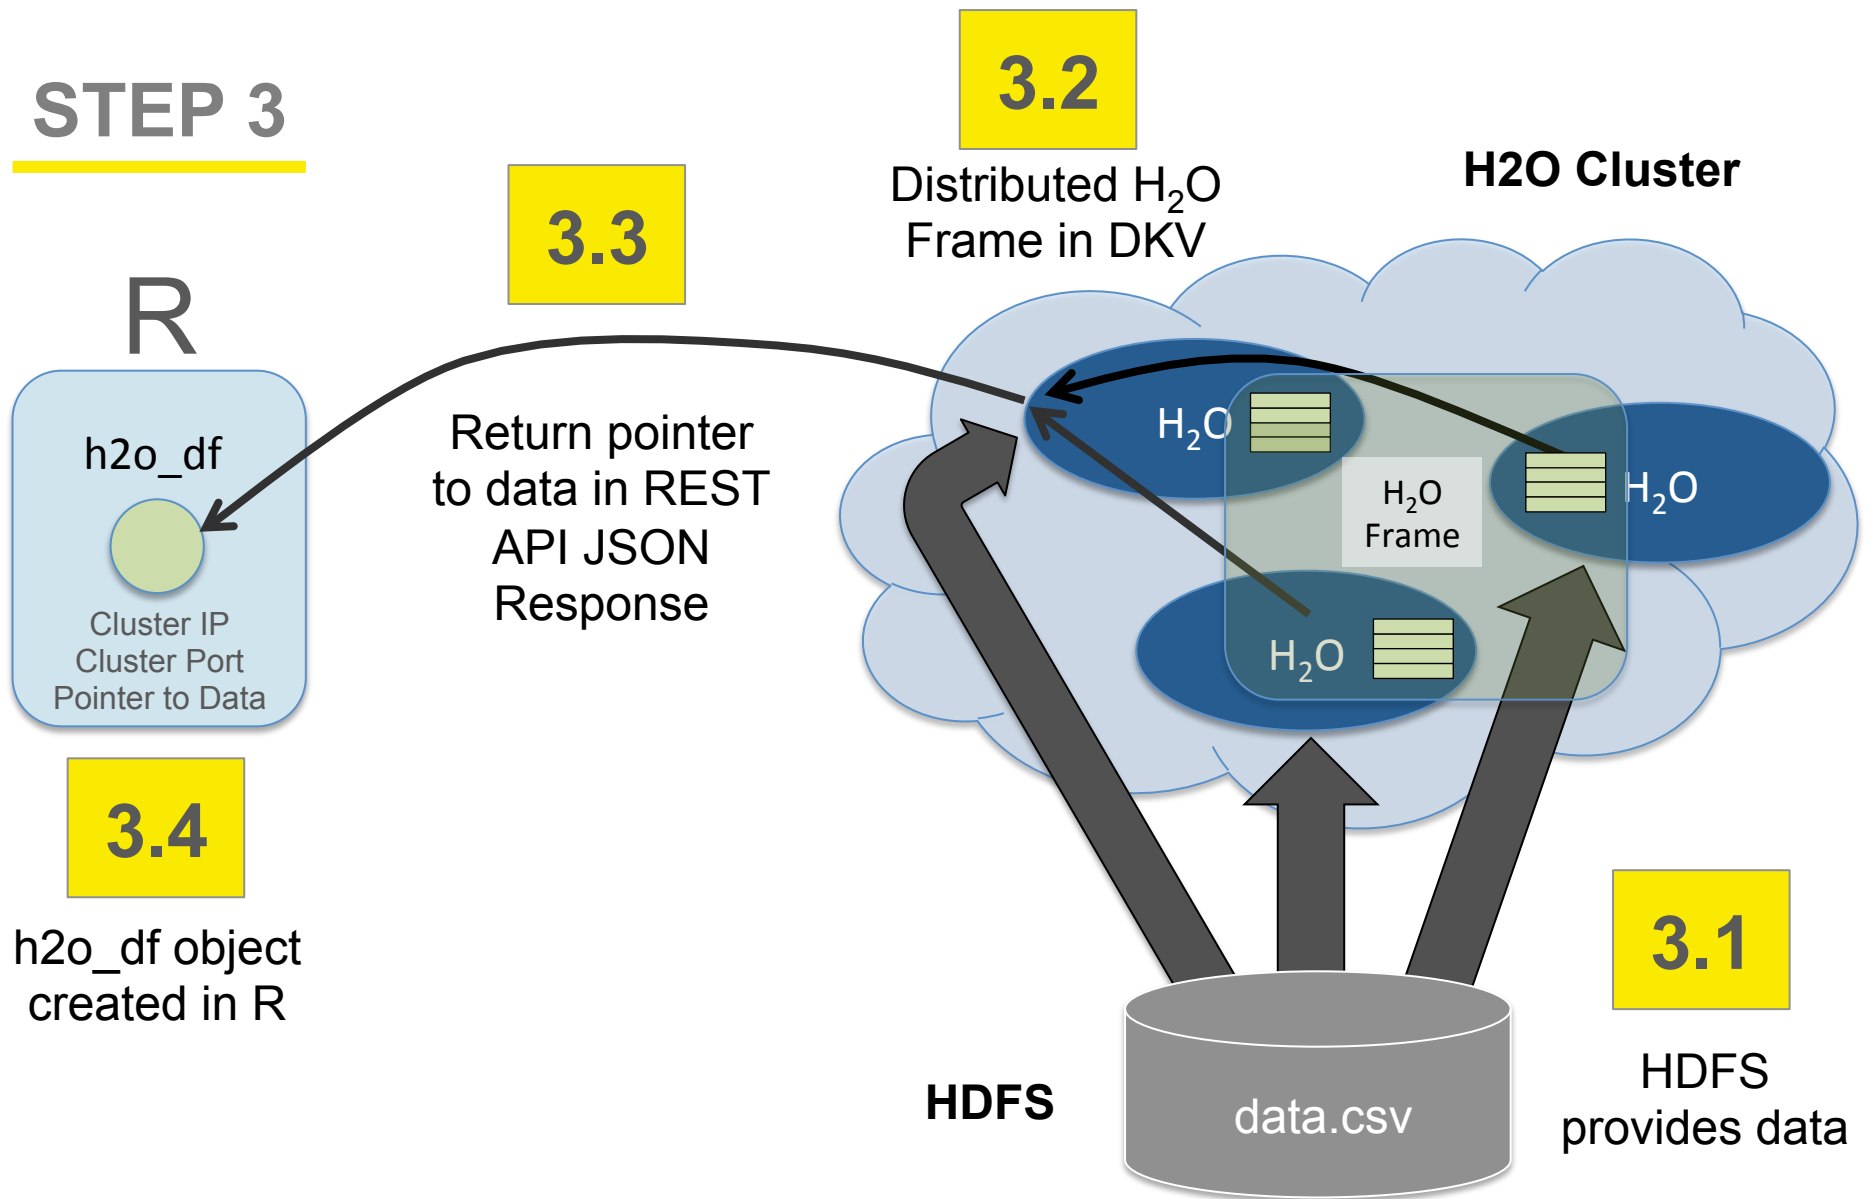 STEP 3
3.2
Distributed H₂O
Frame in DKV
H2O Cluster
3.3
Return pointer
to data in REST
API JSON
Response
R
h2o_df
Cluster IP
Cluster Port
Pointer to Data
3.4
h2o_df object
created in R
H₂O
H₂O
Frame
H₂O
H₂O
3.1
HDFS
provides data
HDFS
data.csv